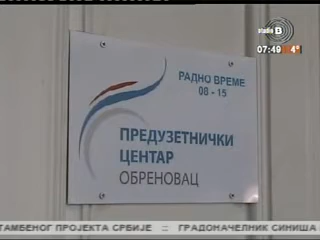 studio B
07:49 4°
РАДНО ВРЕМЕ
08 - 15
ПРЕДУЗЕТНИЧКИ
ЦЕНТАР
ОБРЕНОВАЦ
ТАМБЕНОГ ПРОЈЕКТА СРБИЈЕ :: ГРАДОНАЧЕЛНИК СИНИША